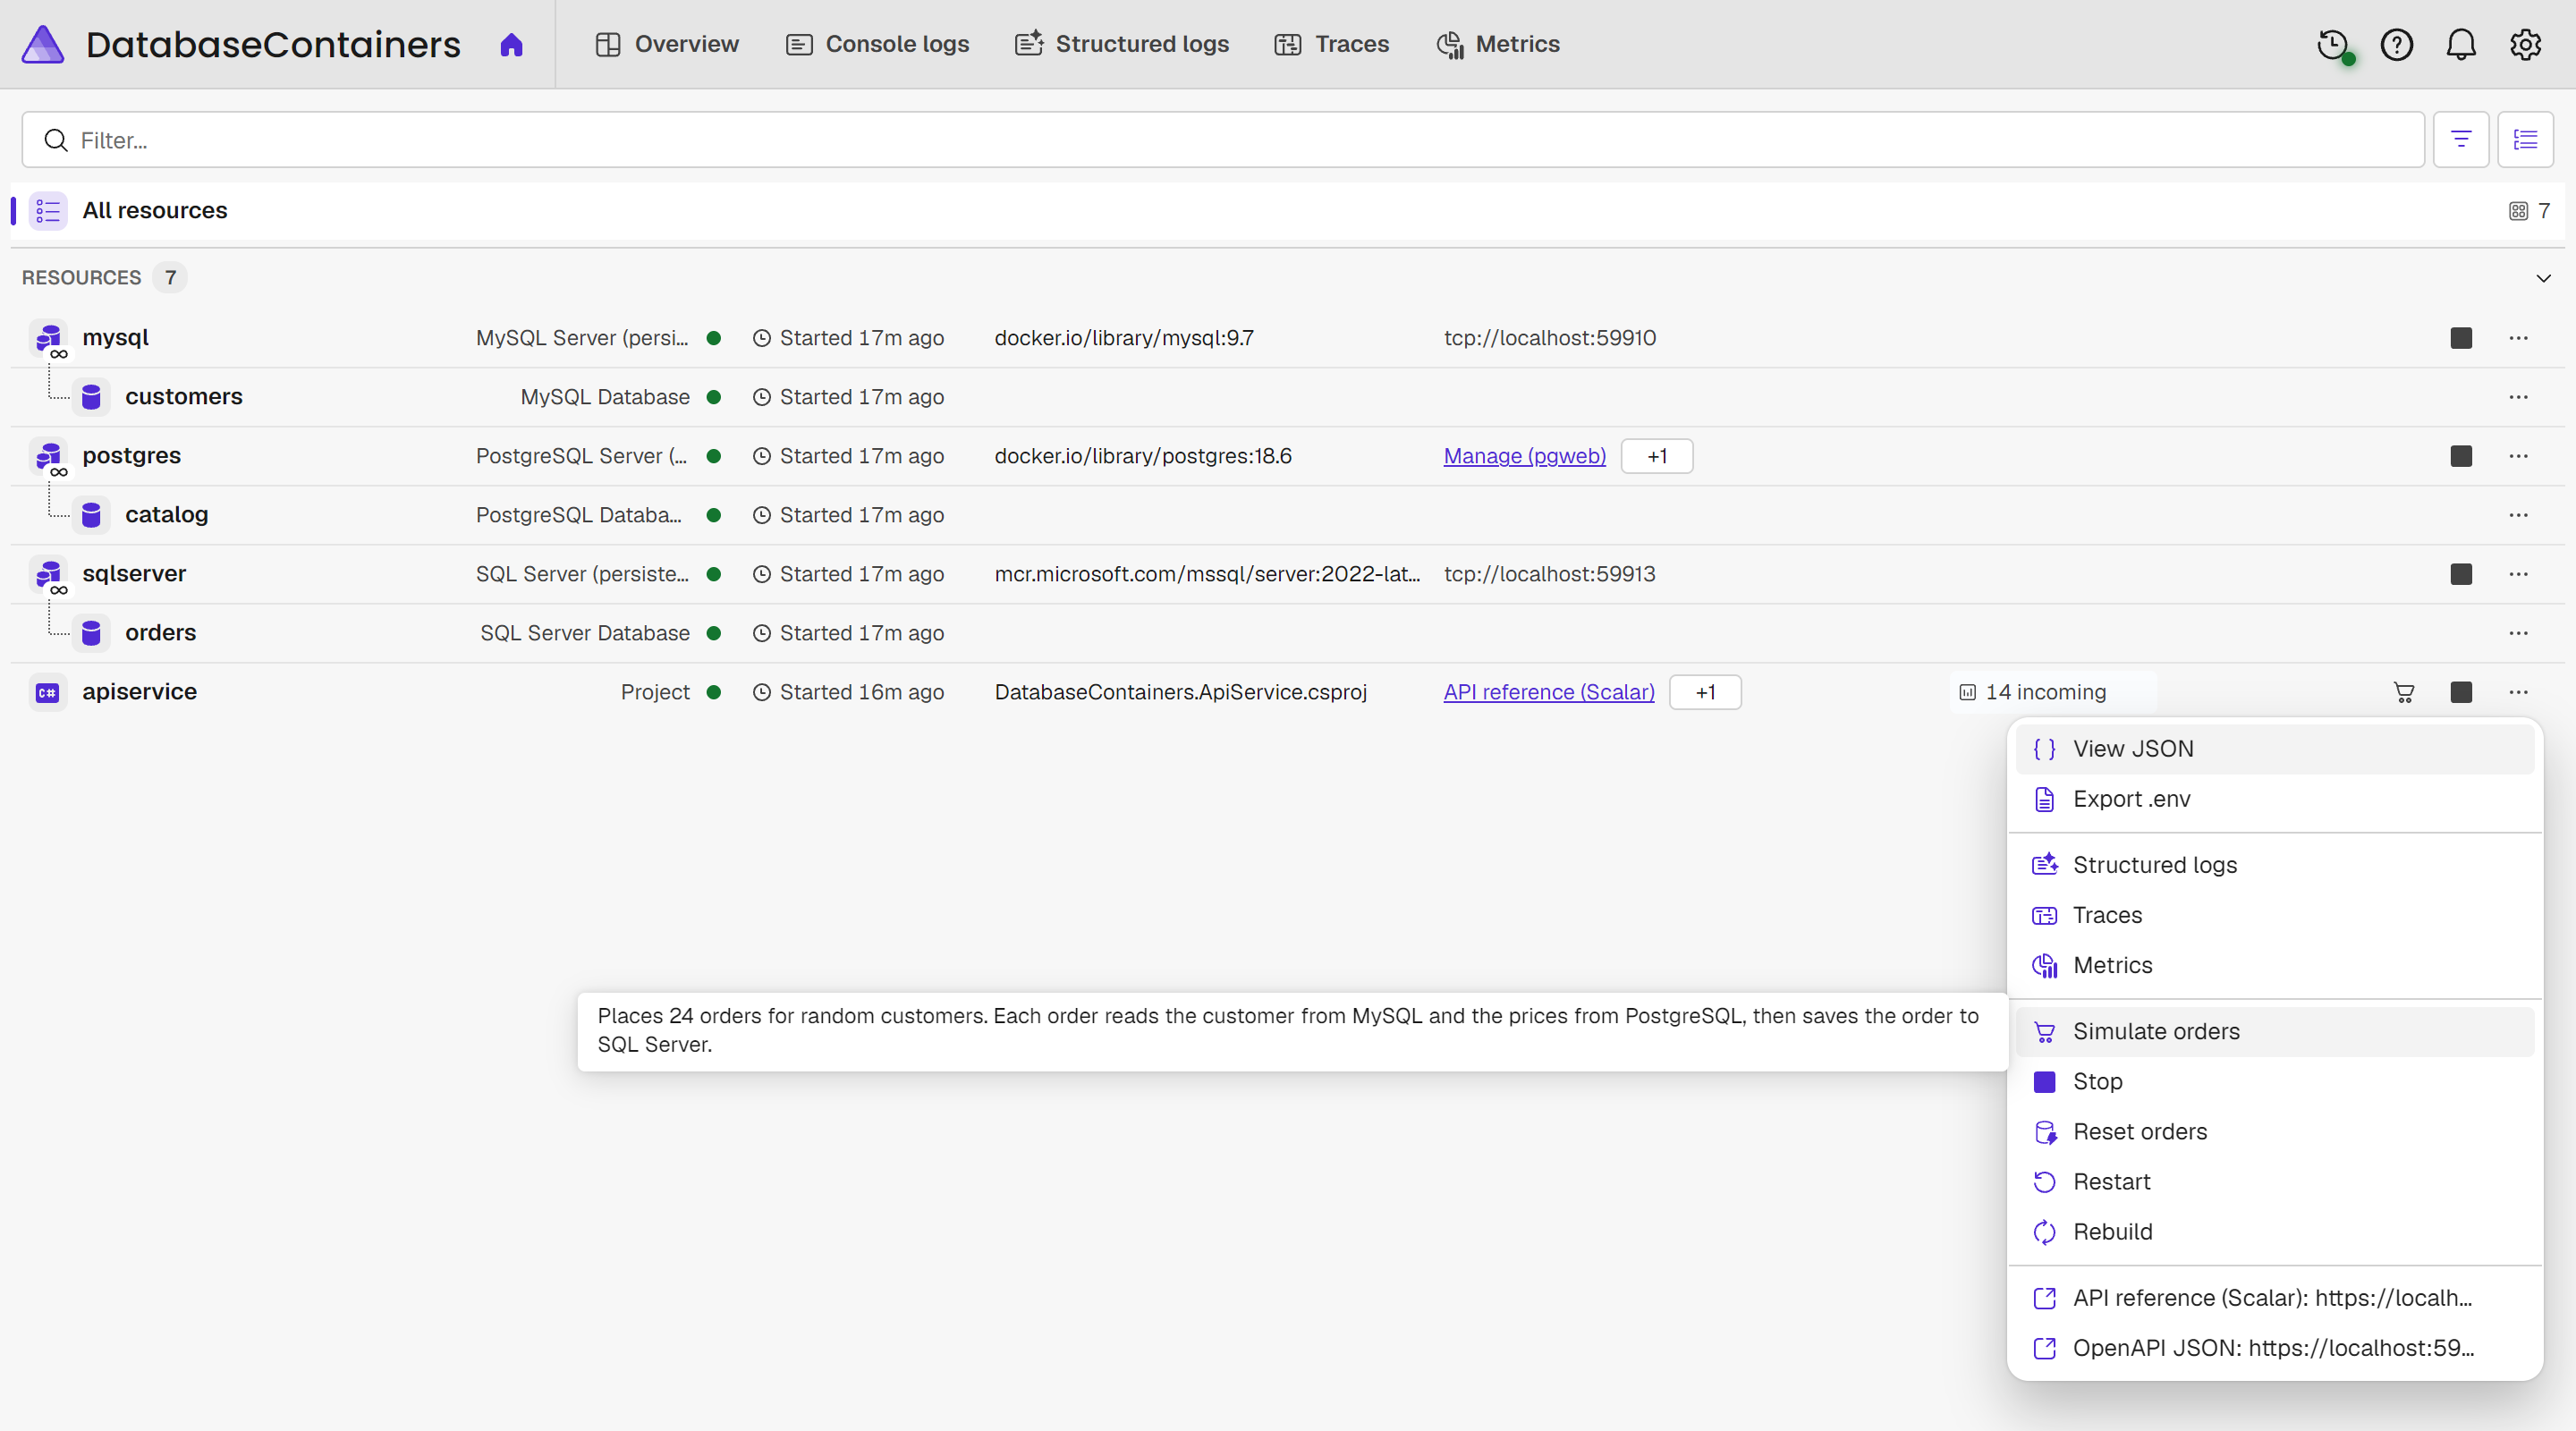 DatabaseContainers
Overview
Console logs
Structured logs
Traces
Metrics
Filter...
All resources
7
RESOURCES 7
mysql MySQL Server (persi... Started 17m ago docker.io/library/mysql:9.7 tcp://localhost:59910
customers MySQL Database Started 17m ago
postgres PostgreSQL Server (... Started 17m ago docker.io/library/postgres:18.6 Manage (pgweb) +1
catalog PostgreSQL Databa... Started 17m ago
sqlserver SQL Server (persiste... Started 17m ago mcr.microsoft.com/mssql/server:2022-lat... tcp://localhost:59913
orders SQL Server Database Started 17m ago
C# apiservice Project Started 16m ago DatabaseContainers.ApiService.csproj API reference (Scalar) +1 14 incoming
View JSON
Export .env
Structured logs
Traces
Metrics
Places 24 orders for random customers. Each order reads the customer from MySQL and the prices from PostgreSQL, then saves the order to
SQL Server.
Simulate orders
Stop
Reset orders
Restart
Rebuild
API reference (Scalar): https://localh...
OpenAPI JSON: https://localhost:59...